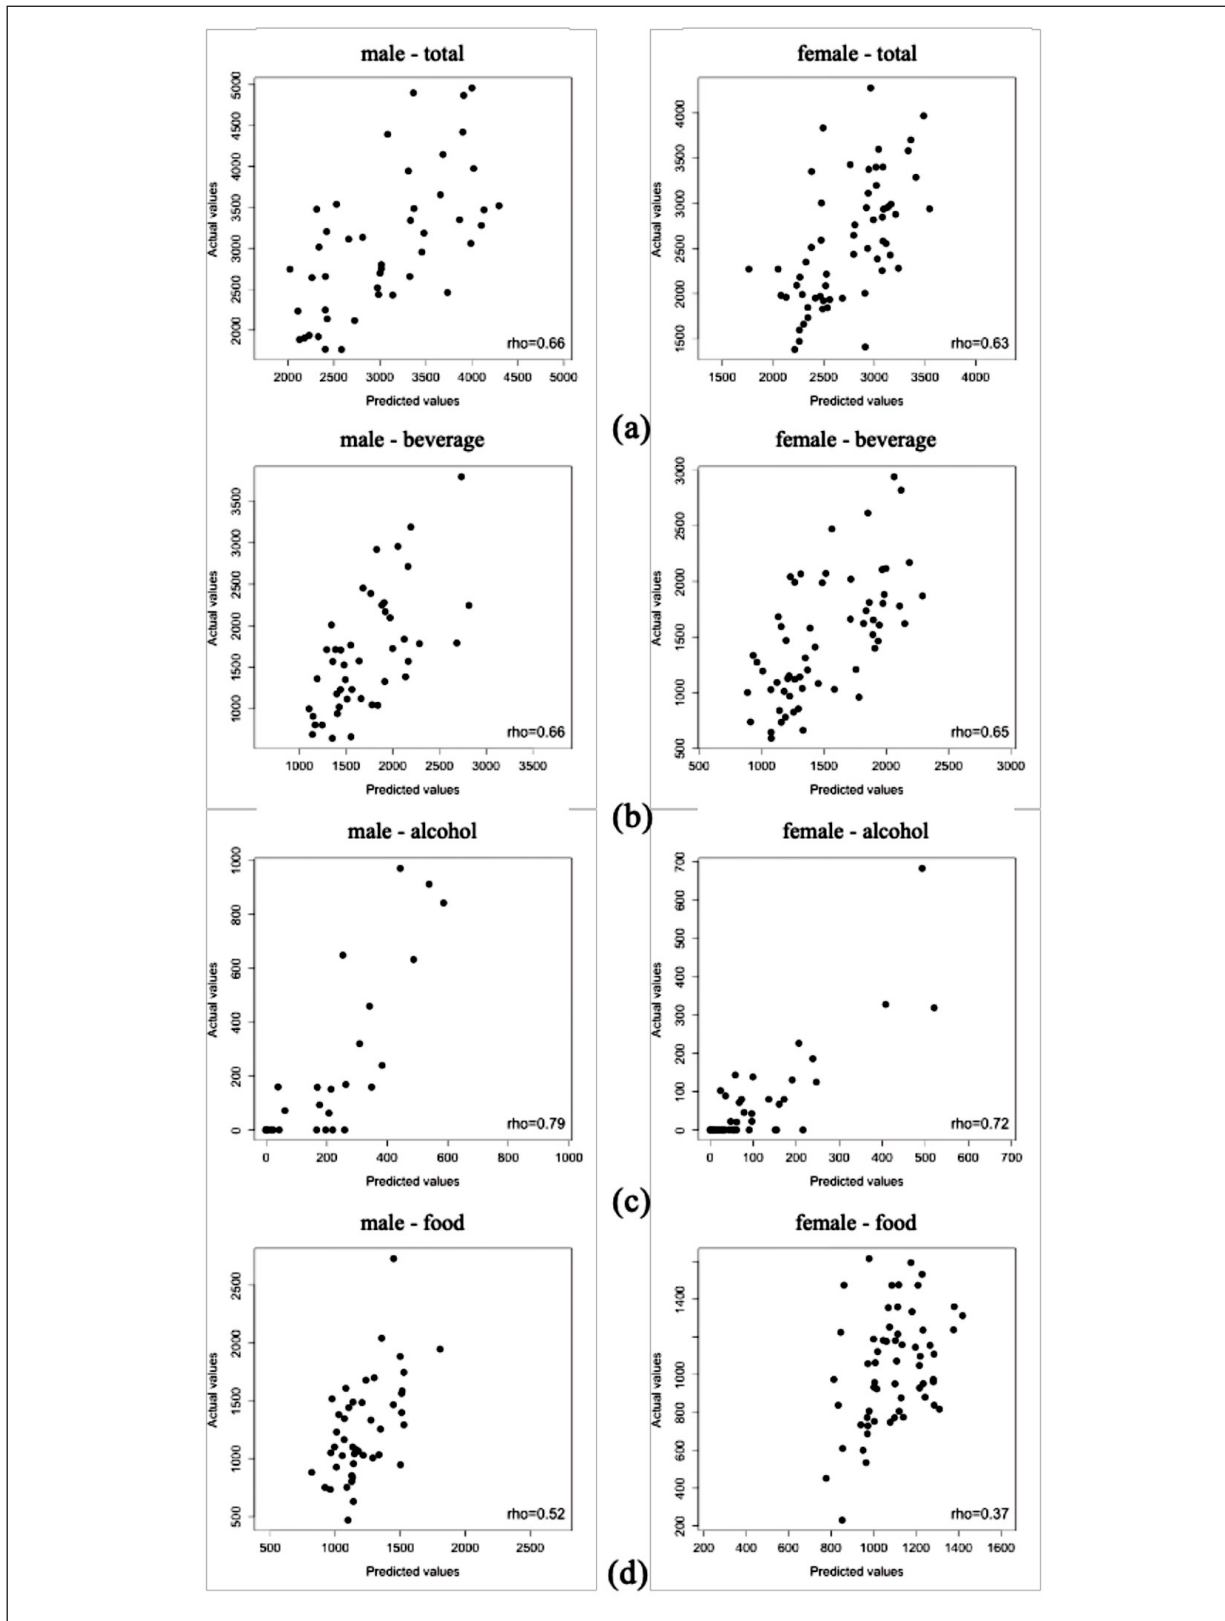 male - total
female - total
Actual values
5000
4500
4000
3500
3000
2500
2000
rho=0.66
2000 2500 3000 3500 4000 4500 5000
Predicted values
Actual values
4000
3500
3000
2500
2000
1500
rho=0.63
1500 2000 2500 3000 3500 4000
Predicted values
(a)
male - beverage
female - beverage
Actual values
3500
3000
2500
2000
1500
1000
rho=0.66
1000 1500 2000 2500 3000 3500
Predicted values
Actual values
3000
2500
2000
1500
1000
500
rho=0.65
500 1000 1500 2000 2500 3000
Predicted values
(b)
male - alcohol
female - alcohol
Actual values
1000
800
600
400
200
0
rho=0.79
0 200 400 600 800 1000
Predicted values
Actual values
700
600
500
400
300
200
100
0
rho=0.72
0 100 200 300 400 500 600 700
Predicted values
(c)
male - food
female - food
Actual values
2500
2000
1500
1000
500
rho=0.52
500 1000 1500 2000 2500
Predicted values
Actual values
1400
1000
800
600
400
200
rho=0.37
200 400 600 800 1000 1200 1400 1600
Predicted values
(d)